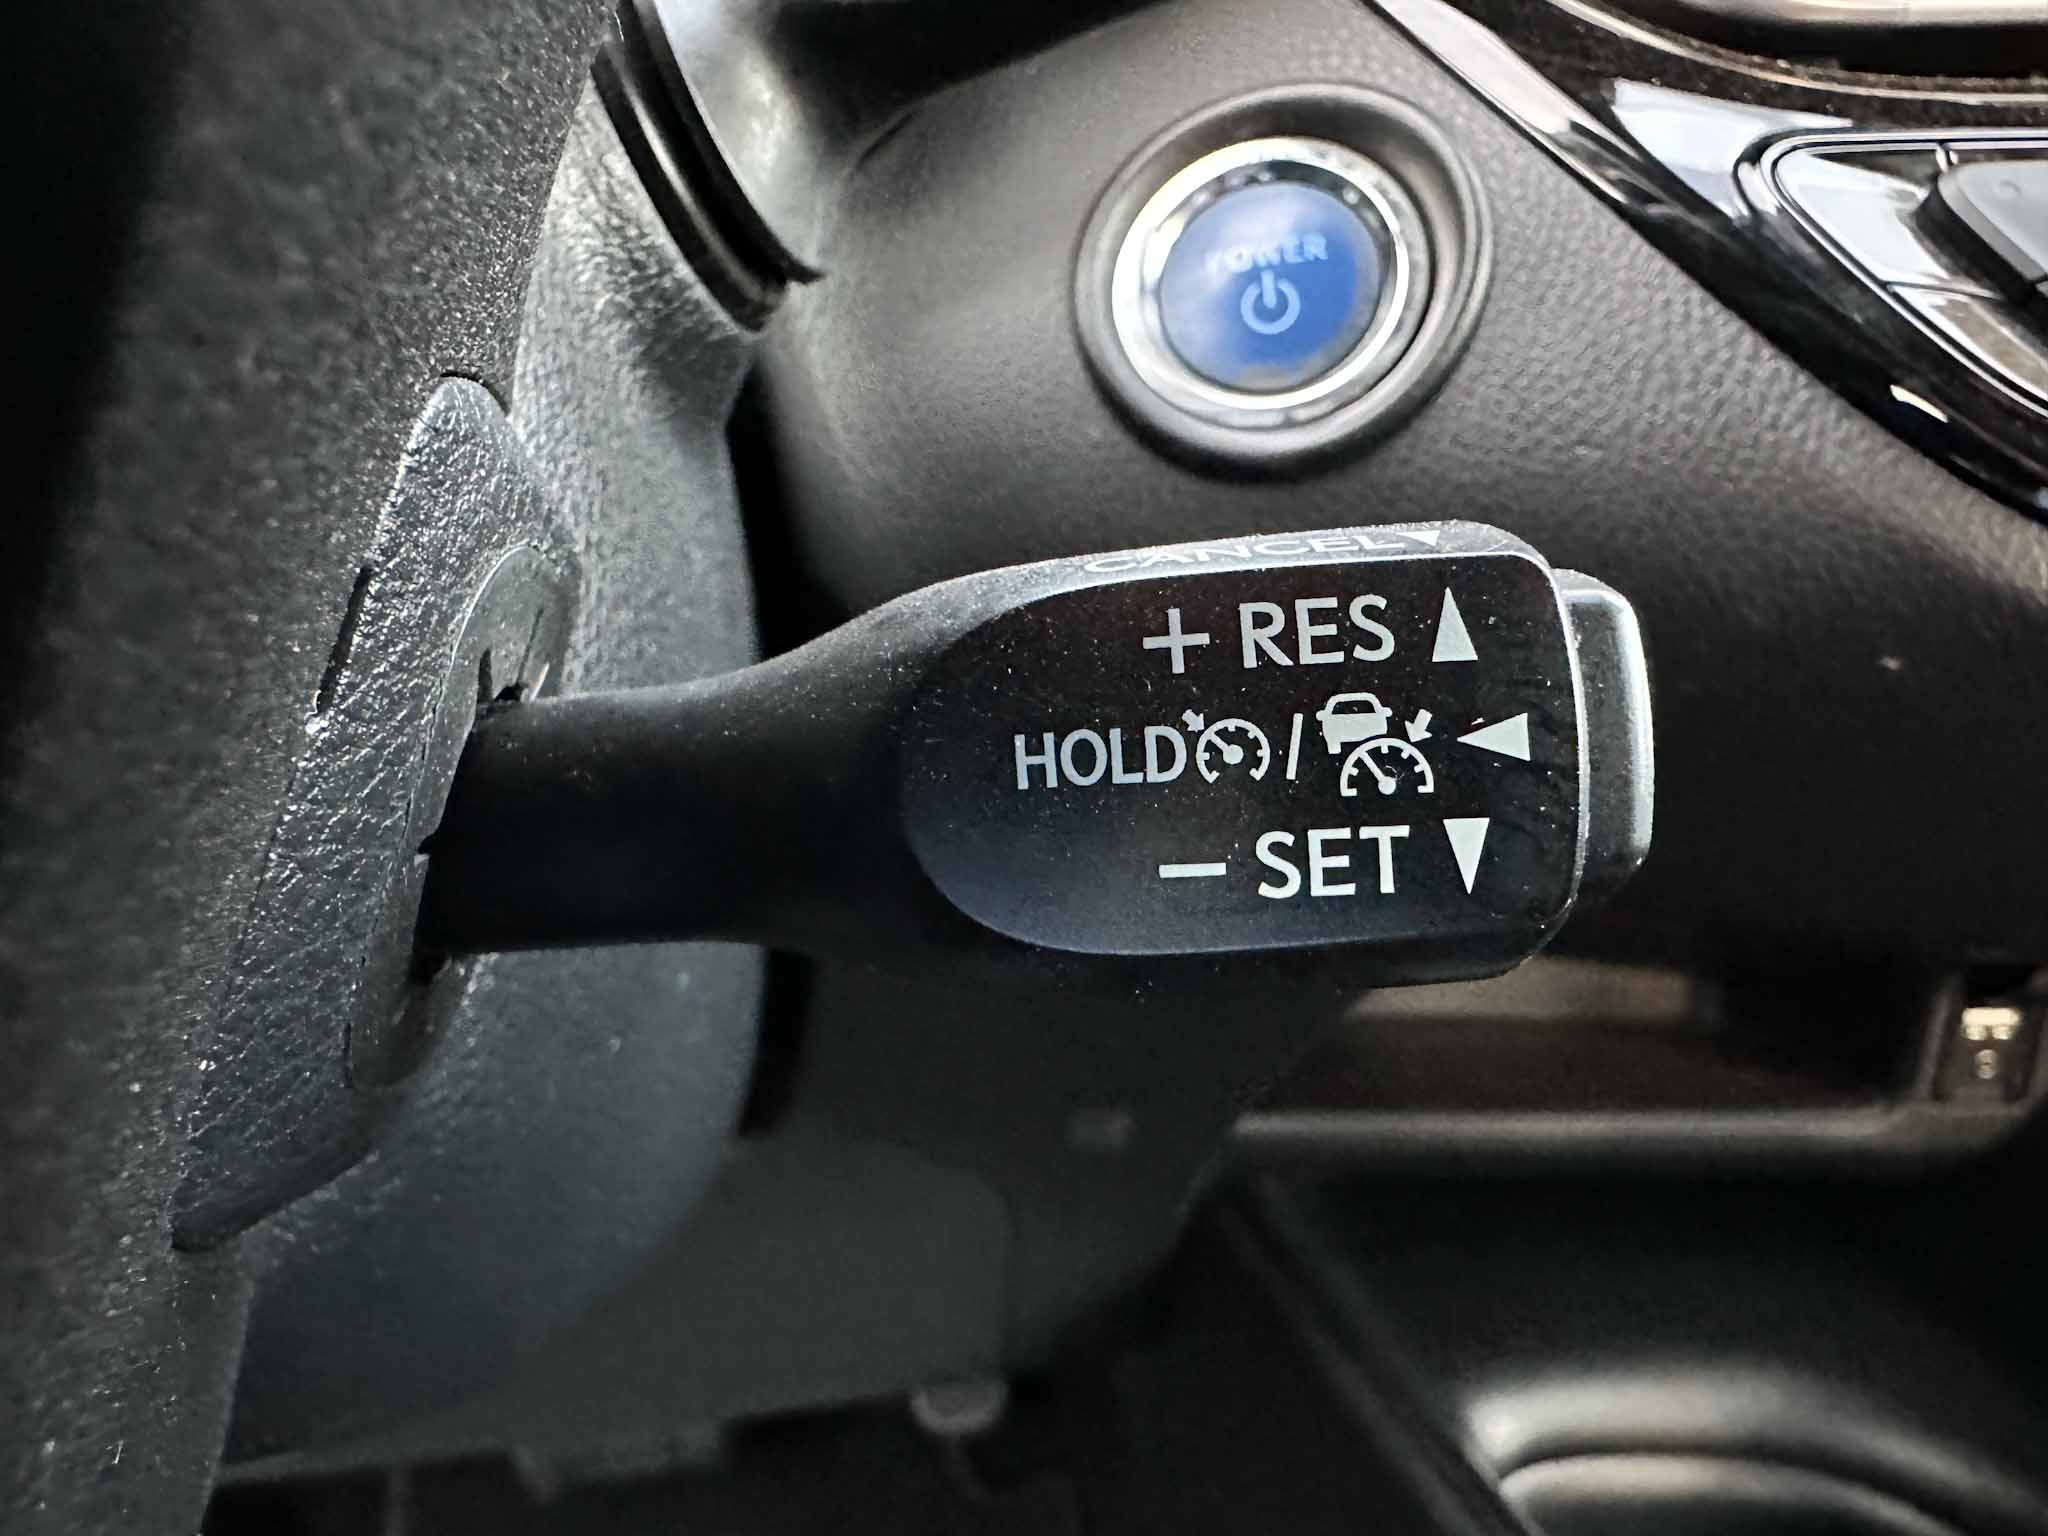 POWER
CANCEL
+ RES
HOLD /
- SET